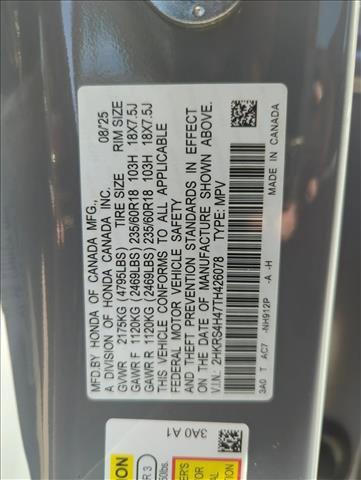 MFD.BY HONDA OF CANADA MFG.,
A DIVISION OF HONDA CANADA INC.
08/25
GVWR 2175KG (4795LBS) TIRE SIZE RIM SIZE
GAWR F 1120KG (2469LBS) 235/60R18 103H 18X7.5J
GAWR R 1120KG (2469LBS) 235/60R18 103H 18X7.5J
THIS VEHICLE CONFORMS TO ALL APPLICABLE
FEDERAL MOTOR VEHICLE SAFETY
AND THEFT PREVENTION STANDARDS IN EFFECT
ON THE DATE OF MANUFACTURE SHOWN ABOVE.
V.I.N.: 2HKRS4H47TH426078 TYPE: MPV
3A0 T AC7 -NH912P -A -H
MADE IN CANADA
3A0 A1